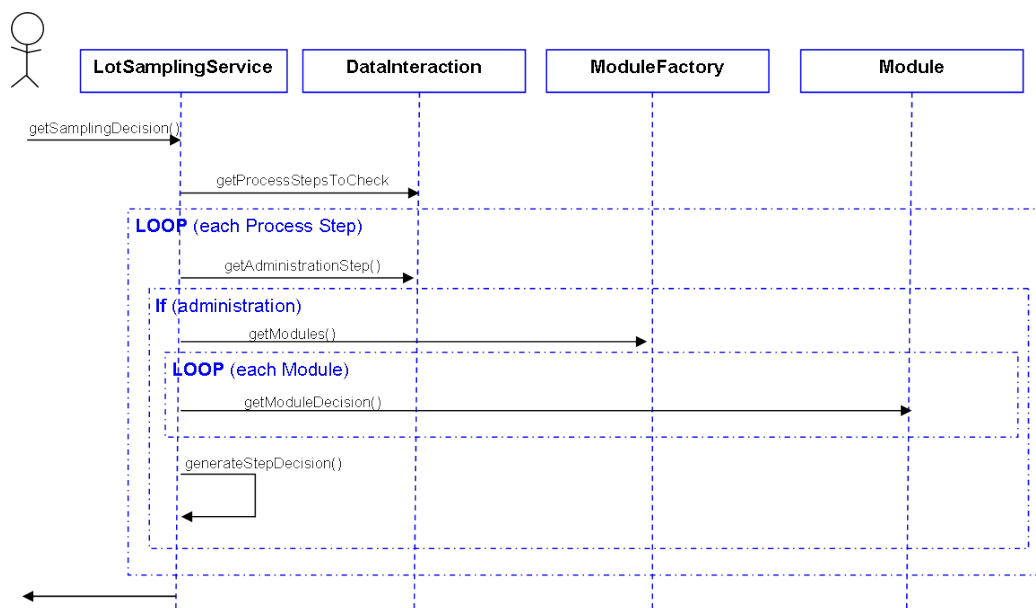 LotSamplingService
DataInteraction
ModuleFactory
Module
getSamplingDecision()
getProcessStepsToCheck
LOOP (each Process Step)
getAdministrationStep()
If (administration)
getModules()
LOOP (each Module)
getModuleDecision()
generateStepDecision()